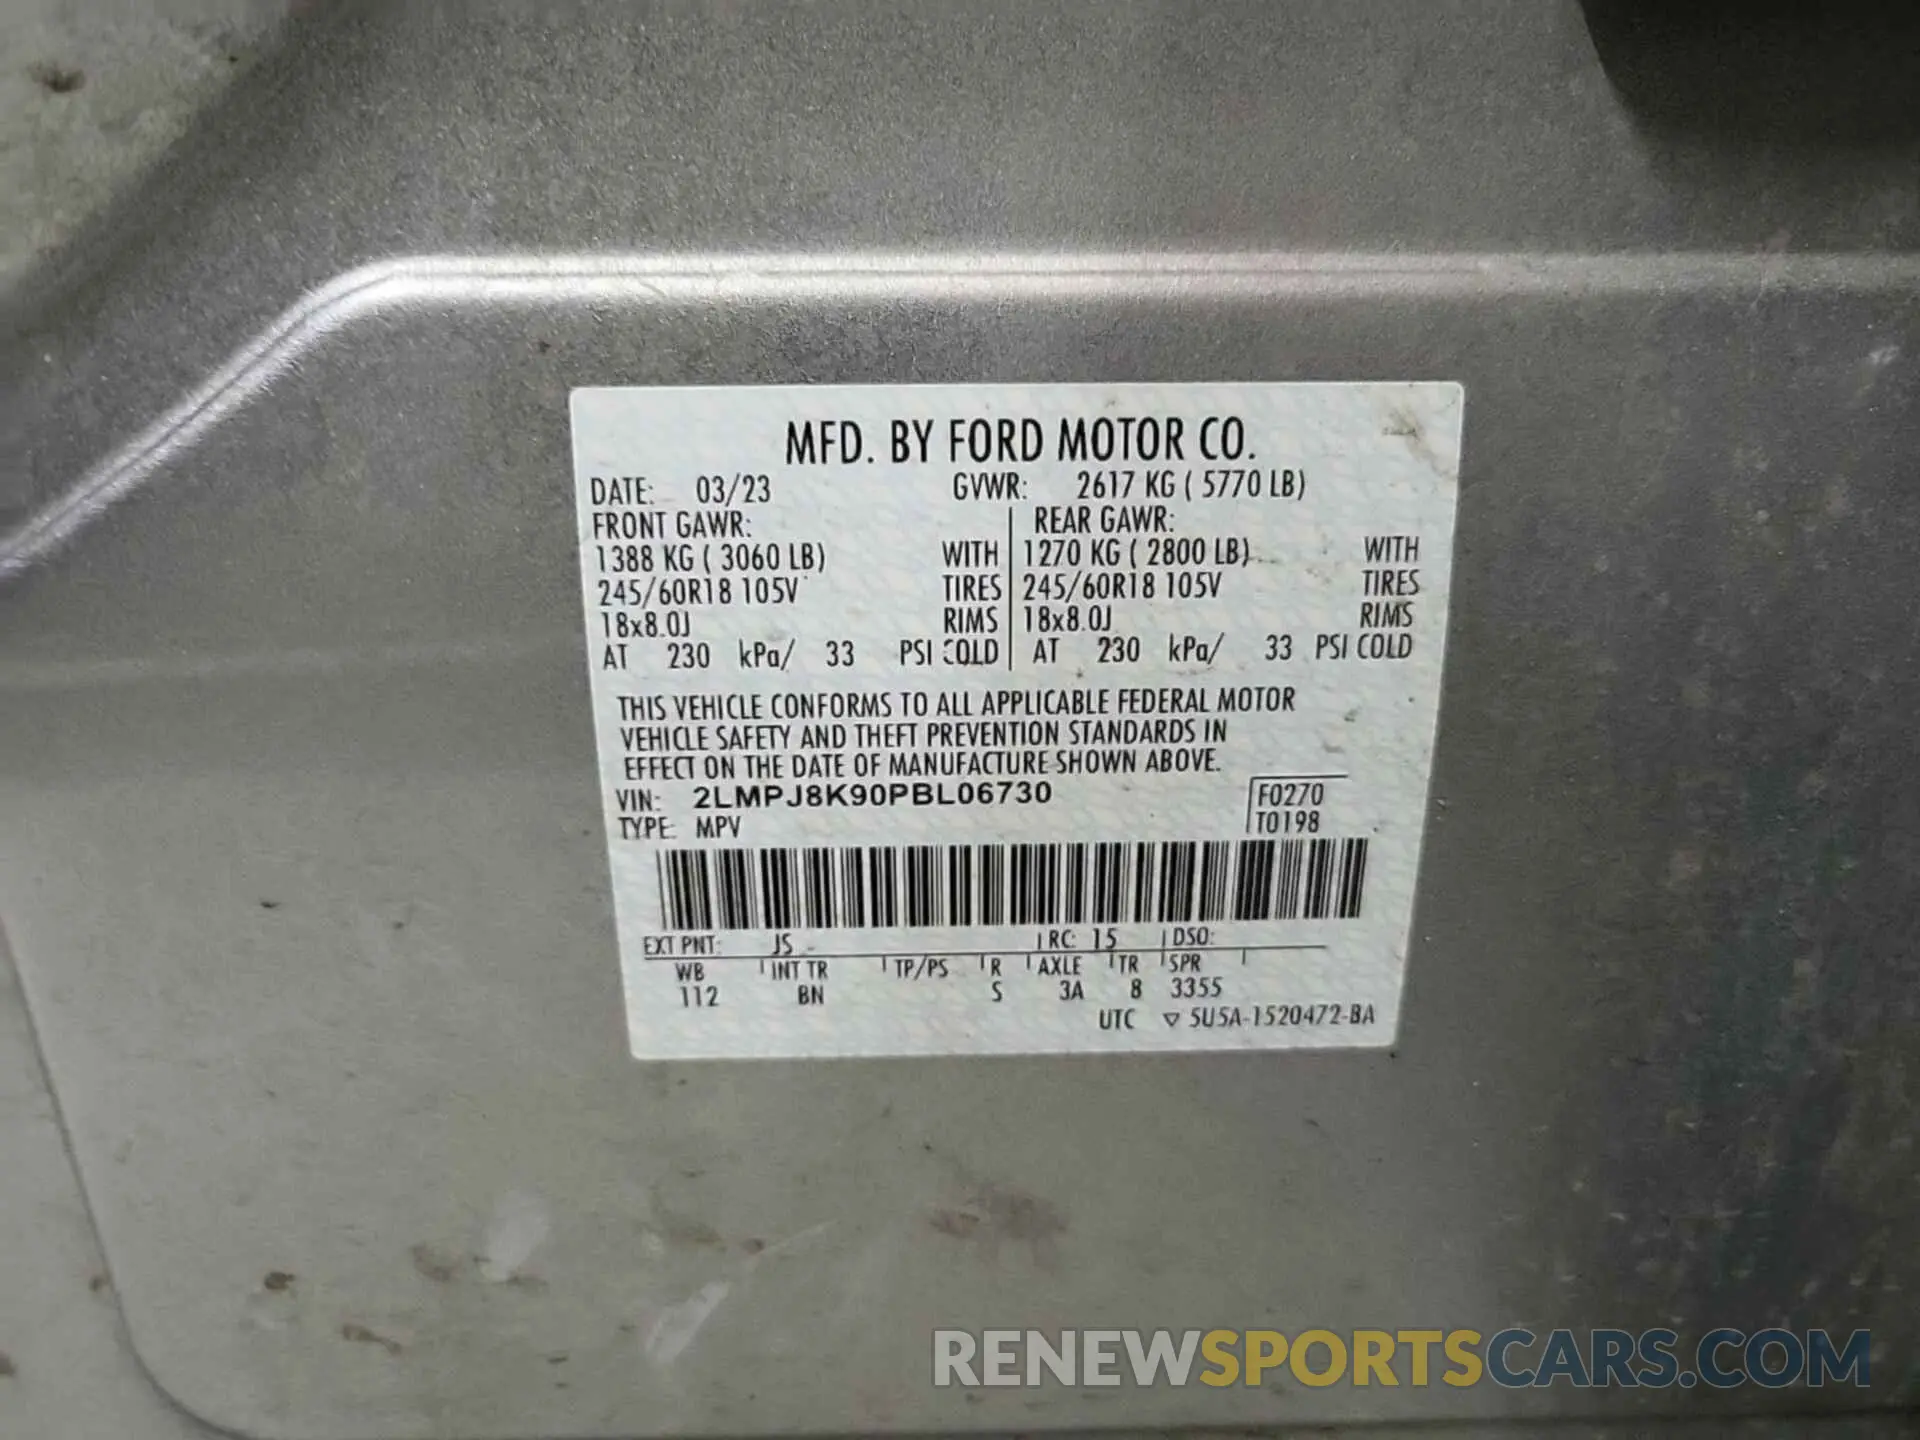 MFD. BY FORD MOTOR CO.
DATE: 03/23 GVWR: 2617 KG ( 5770 LB)
FRONT GAWR: REAR GAWR:
1388 KG ( 3060 LB) WITH 1270 KG ( 2800 LB) WITH
245/60R18 105V TIRES 245/60R18 105V TIRES
18x8.0J RIMS 18x8.0J RIMS
AT 230 kPa/ 33 PSI COLD AT 230 kPa/ 33 PSI COLD
THIS VEHICLE CONFORMS TO ALL APPLICABLE FEDERAL MOTOR
VEHICLE SAFETY AND THEFT PREVENTION STANDARDS IN
EFFECT ON THE DATE OF MANUFACTURE SHOWN ABOVE.
VIN: 2LMPJ8K90PBL06730 F0270
TYPE: MPV T0198
EXT PNT: JS RC: 15 DSO:
WB INT TR TP/PS R AXLE TR SPR
112 BN S 3A 8 3355
UTC ▽ 5U5A-1520472-BA
RENEWSPORTSCARS.COM